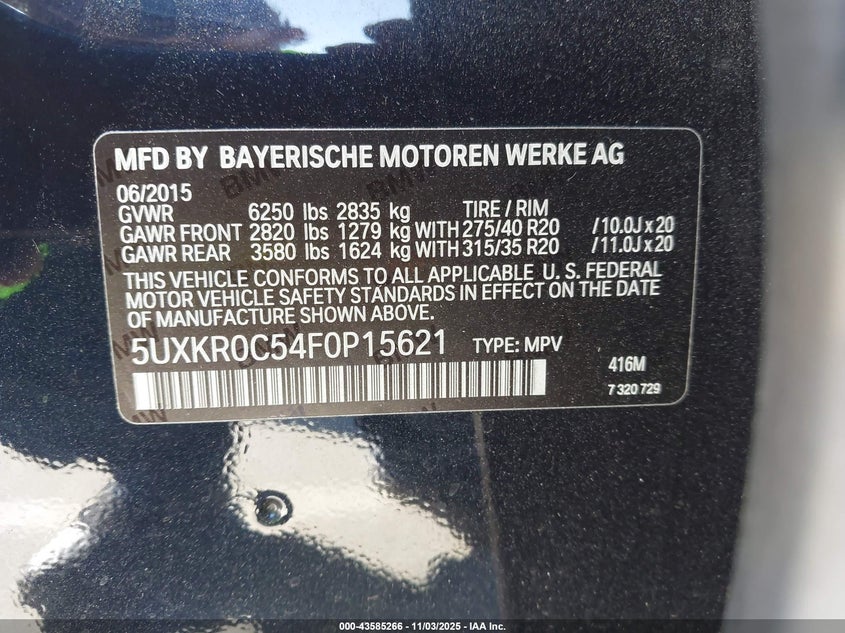 MFD BY BAYERISCHE MOTOREN WERKE AG
06/2015
GVWR 6250 lbs 2835 kg TIRE / RIM
GAWR FRONT 2820 lbs 1279 kg WITH 275/40 R20 /10.0J x 20
GAWR REAR 3580 lbs 1624 kg WITH 315/35 R20 /11.0J x 20
THIS VEHICLE CONFORMS TO ALL APPLICABLE U. S. FEDERAL
MOTOR VEHICLE SAFETY STANDARDS IN EFFECT ON THE DATE
OF MANUFACTURE SHOWN ABOVE.
5UXKR0C54F0P15621 TYPE: MPV
416M
7 320 729
000-43585266 - 11/03/2025 - IAA Inc.